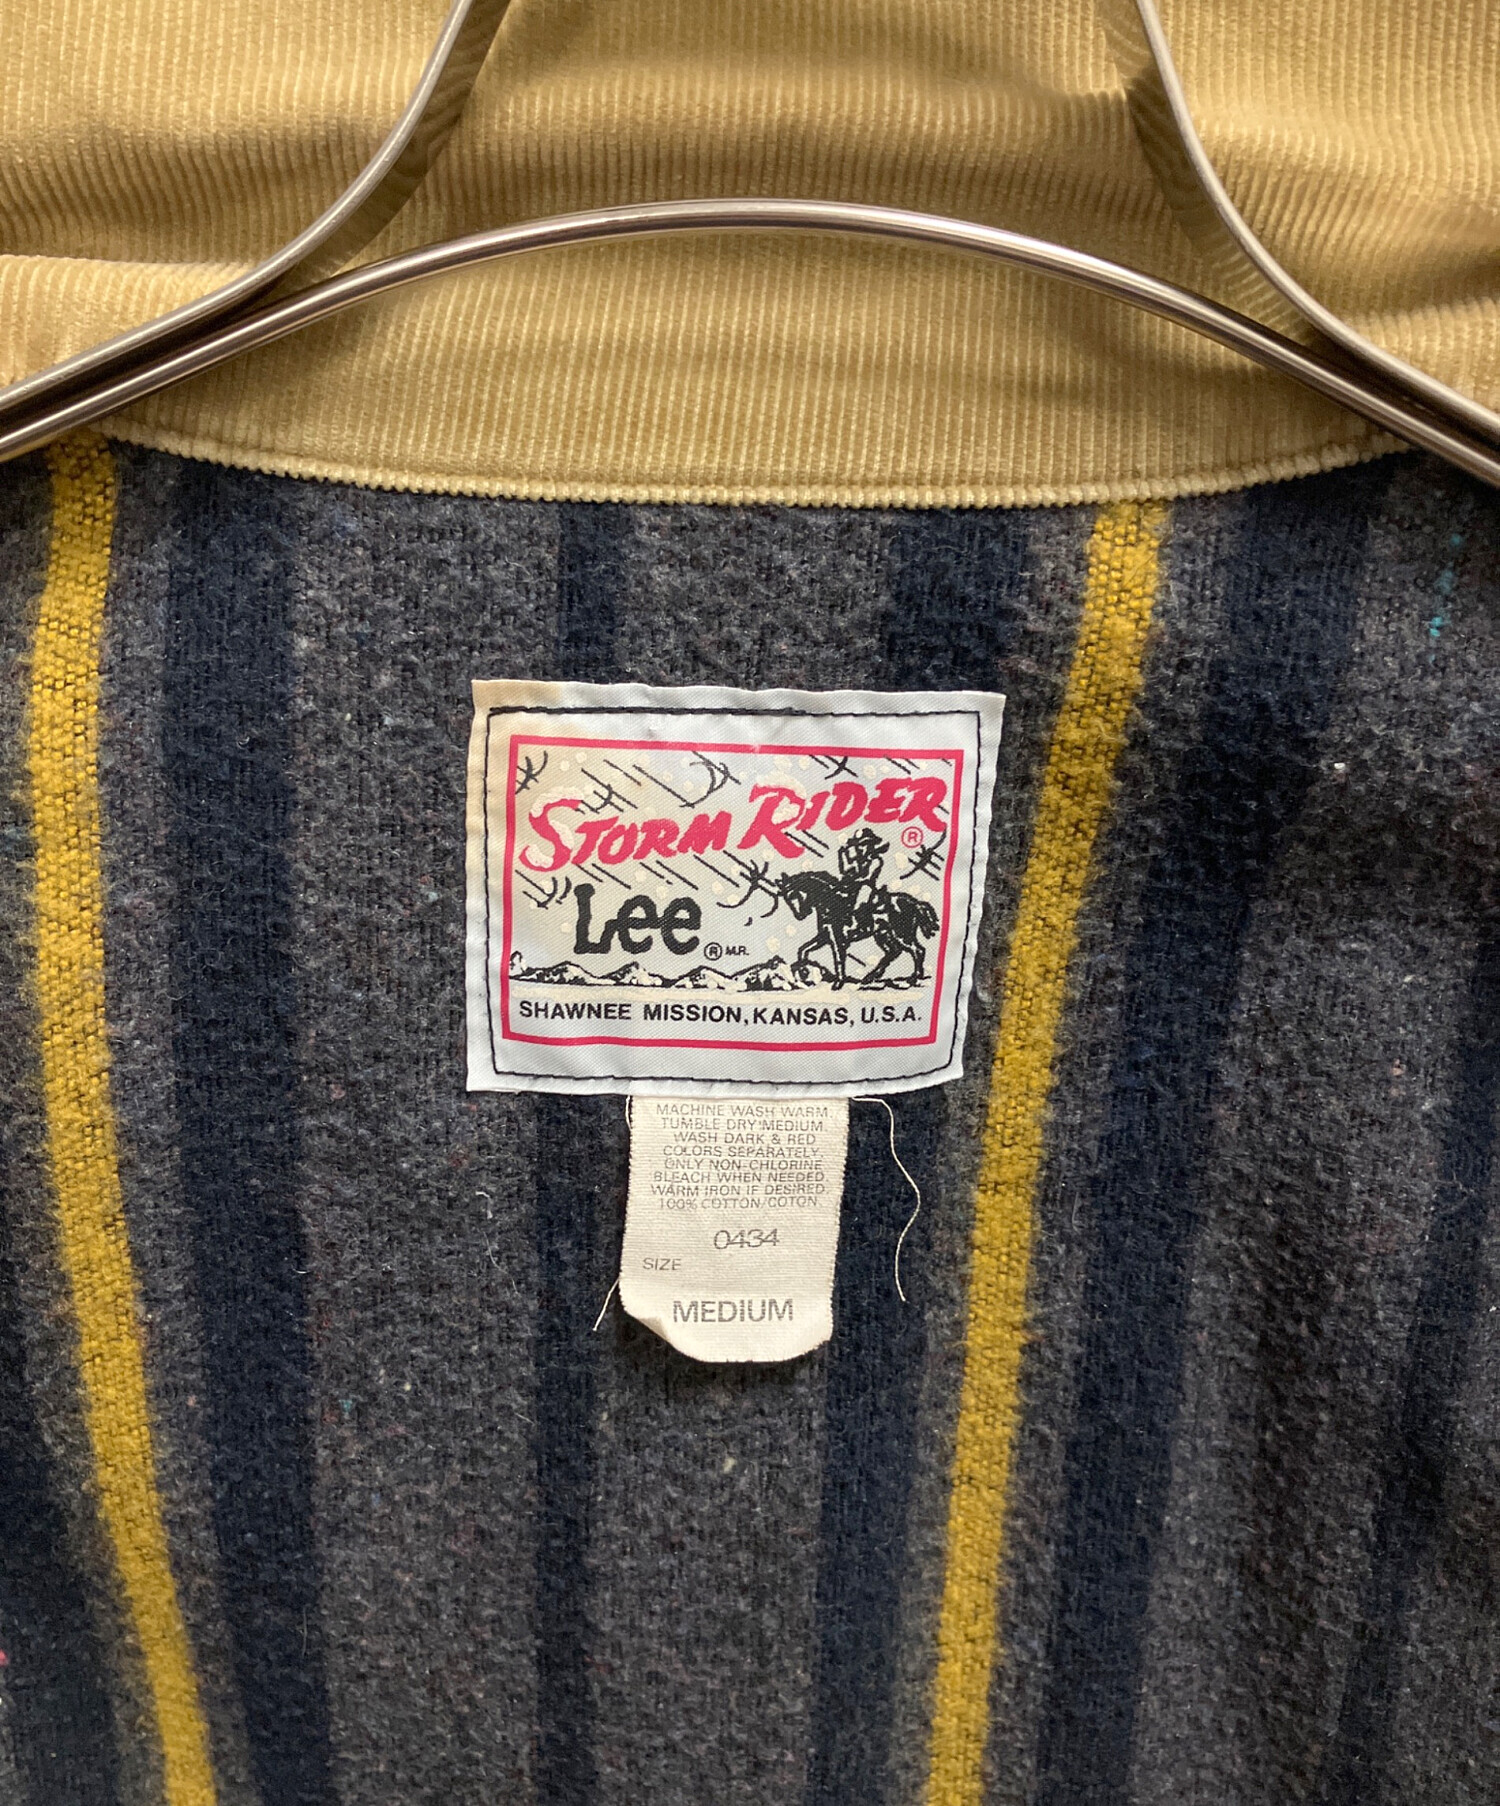 STORM RIDER ®
Lee ® M.R.
SHAWNEE MISSION, KANSAS, U.S.A.
MACHINE WASH WARM.
TUMBLE DRY MEDIUM.
WASH DARK & RED
COLORS SEPARATELY.
ONLY NON-CHLORINE
BLEACH WHEN NEEDED
WARM IRON IF DESIRED
100% COTTON/COTON
0434
SIZE
MEDIUM